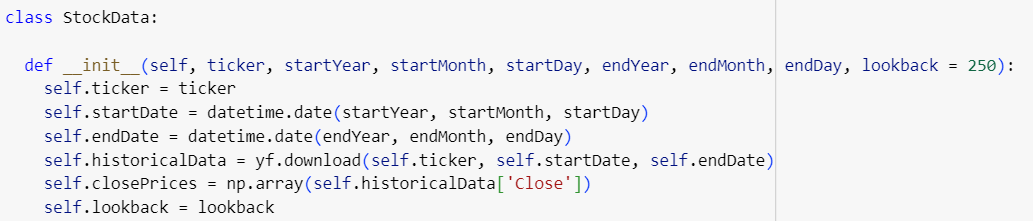 class StockData:
def __init__(self, ticker, startYear, startMonth, startDay, endYear, endMonth, endDay, lookback = 250):
self.ticker = ticker
self.startDate = datetime.date(startYear, startMonth, startDay)
self.endDate = datetime.date(endYear, endMonth, endDay)
self.historicalData = yf.download(self.ticker, self.startDate, self.endDate)
self.closePrices = np.array(self.historicalData['Close'])
self.lookback = lookback